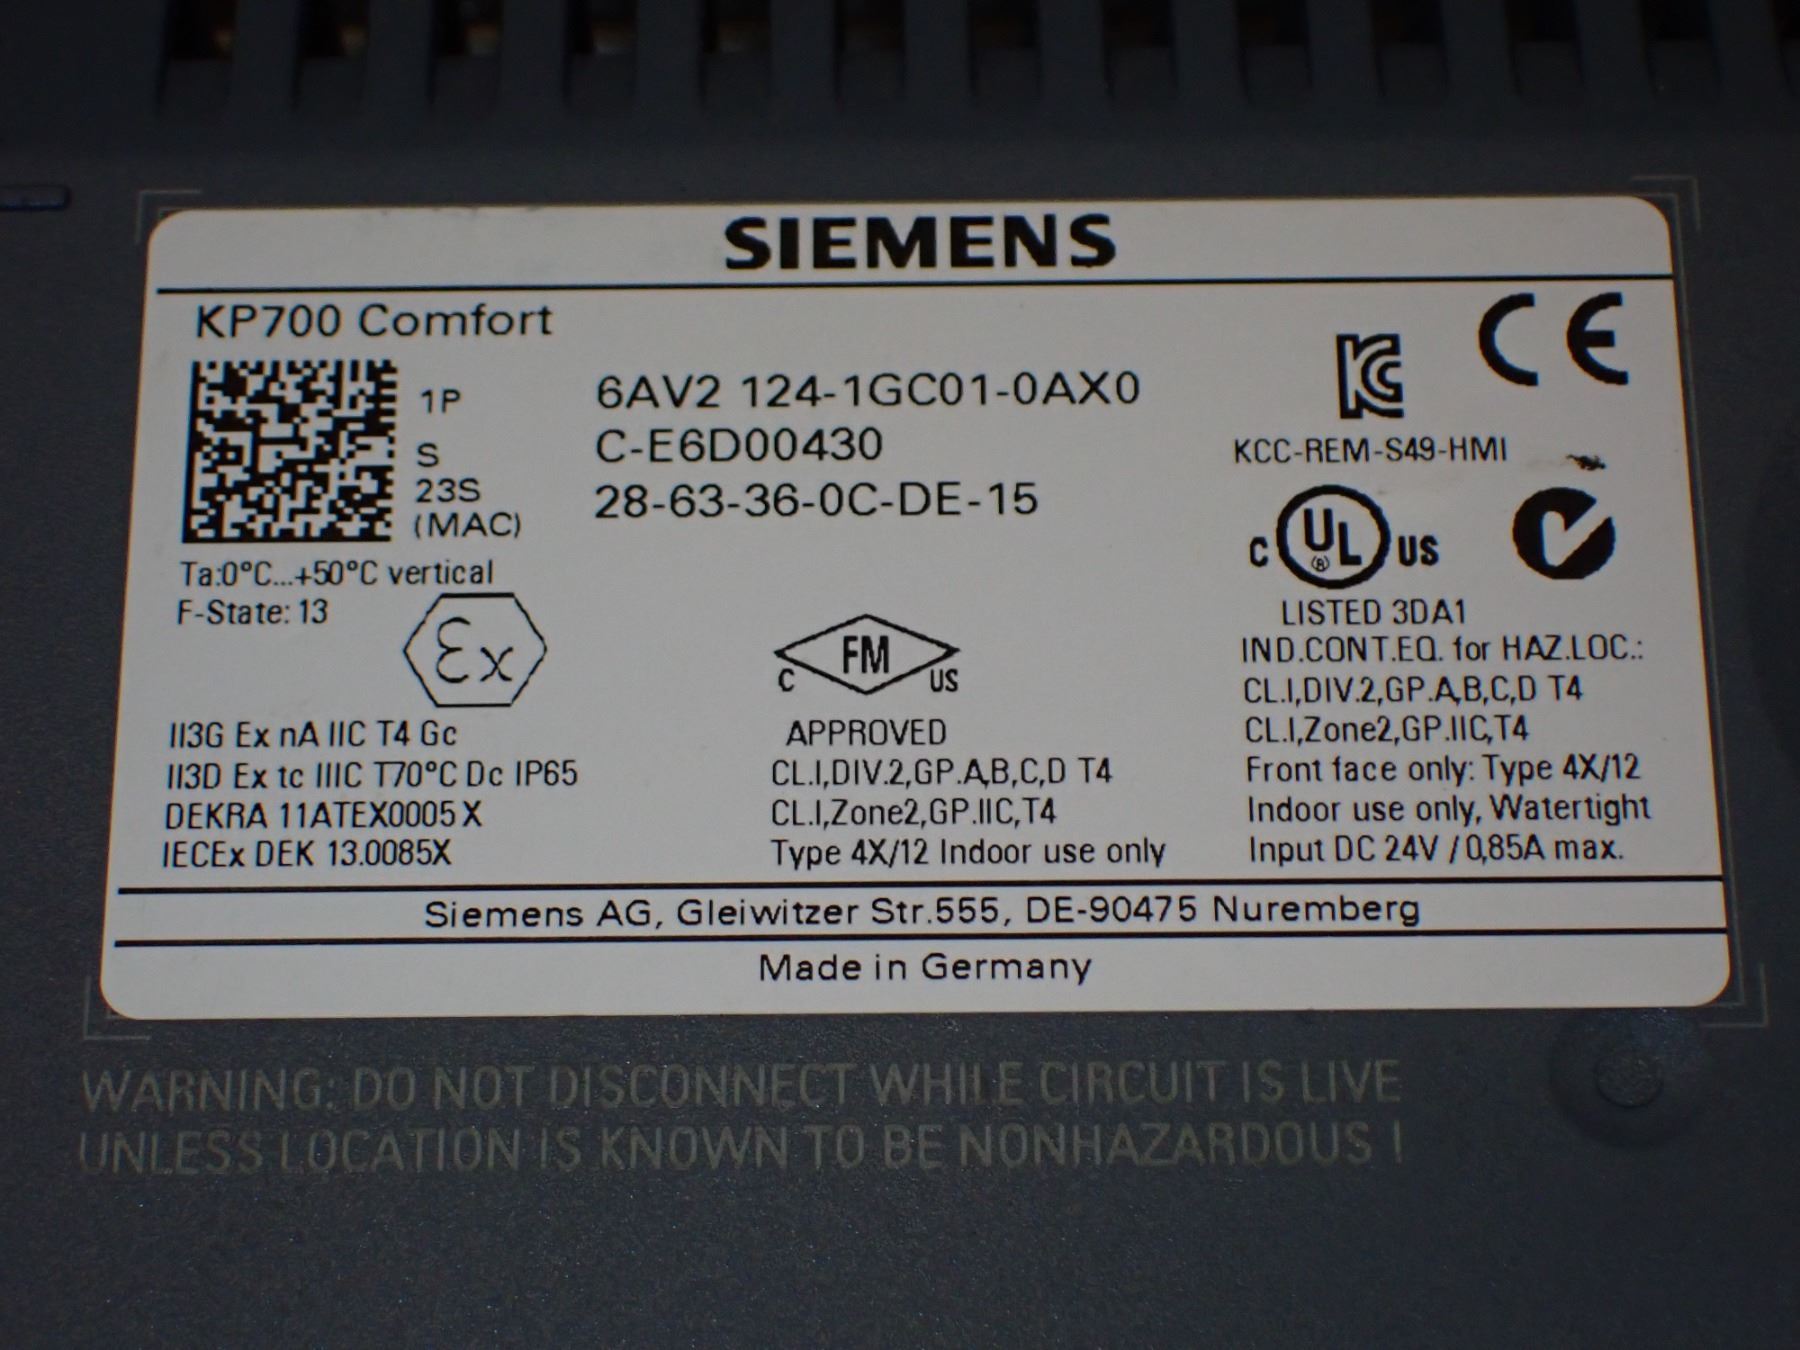 SIEMENS
KP700 Comfort
1P 6AV2 124-1GC01-0AX0
S C-E6D00430
23S
(MAC) 28-63-36-0C-DE-15
Ta:0°C...+50°C vertical
F-State: 13
Ex
II3G Ex nA IIC T4 Gc
II3D Ex tc IIIC T70°C Dc IP65
DEKRA 11ATEX0005 X
IECEx DEK 13.0085X
C FM US
APPROVED
CL.I,DIV.2,GP.A,B,C,D T4
CL.I,Zone2,GP.IIC,T4
Type 4X/12 Indoor use only
KC CE
KCC-REM-S49-HMI
C UL US
®
LISTED 3DA1
IND.CONT.EQ. for HAZ.LOC.:
CL.I,DIV.2,GP.A,B,C,D T4
CL.I,Zone2,GP.IIC,T4
Front face only: Type 4X/12
Indoor use only, Watertight
Input DC 24V / 0,85A max.
Siemens AG, Gleiwitzer Str.555, DE-90475 Nuremberg
Made in Germany
WARNING: DO NOT DISCONNECT WHILE CIRCUIT IS LIVE
UNLESS LOCATION IS KNOWN TO BE NONHAZARDOUS !